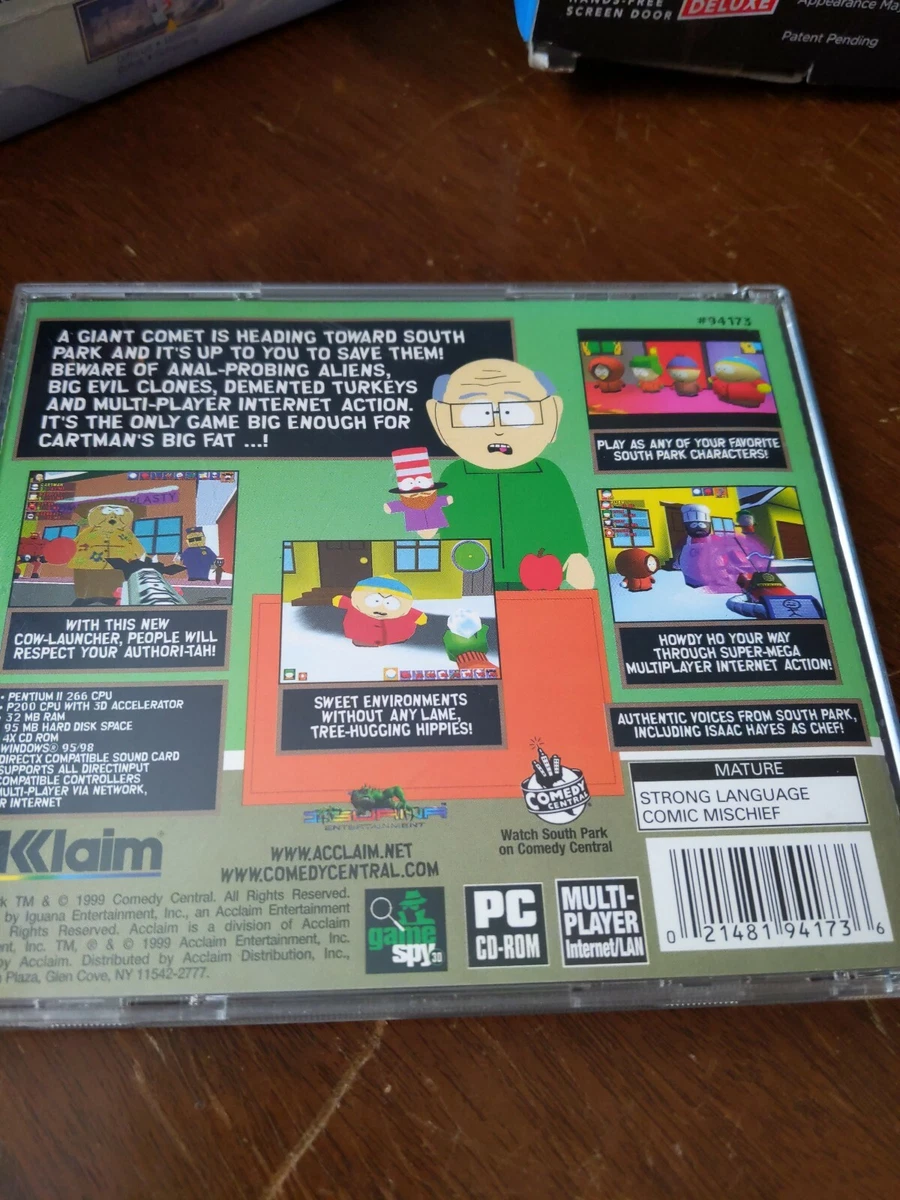 HANDS-FREE
SCREEN DOOR
DELUXE
Appearance May
Patent Pending
#94173
A GIANT COMET IS HEADING TOWARD SOUTH
PARK AND IT'S UP TO YOU TO SAVE THEM!
BEWARE OF ANAL-PROBING ALIENS,
BIG EVIL CLONES, DEMENTED TURKEYS
AND MULTI-PLAYER INTERNET ACTION.
IT'S THE ONLY GAME BIG ENOUGH FOR
CARTMAN'S BIG FAT ...!
PLAY AS ANY OF YOUR FAVORITE
SOUTH PARK CHARACTERS!
WITH THIS NEW
COW-LAUNCHER, PEOPLE WILL
RESPECT YOUR AUTHORI-TAH!
SWEET ENVIRONMENTS
WITHOUT ANY LAME,
TREE-HUGGING HIPPIES!
HOWDY HO YOUR WAY
THROUGH SUPER-MEGA
MULTIPLAYER INTERNET ACTION!
AUTHENTIC VOICES FROM SOUTH PARK,
INCLUDING ISAAC HAYES AS CHEF!
• PENTIUM II 266 CPU
• P200 CPU WITH 3D ACCELERATOR
• 32 MB RAM
95 MB HARD DISK SPACE
4X CD ROM
WINDOWS® 95/98
DIRECTX COMPATIBLE SOUND CARD
SUPPORTS ALL DIRECTINPUT
COMPATIBLE CONTROLLERS
MULTI-PLAYER VIA NETWORK,
R INTERNET
MATURE
STRONG LANGUAGE
COMIC MISCHIEF
ENTERTAINMENT
COMEDY
CENTRAL
Watch South Park
on Comedy Central
AKKlaim®
WWW.ACCLAIM.NET
WWW.COMEDYCENTRAL.COM
k TM & © 1999 Comedy Central. All Rights Reserved.
by Iguana Entertainment, Inc., an Acclaim Entertainment
Rights Reserved. Acclaim is a division of Acclaim
nt, Inc. TM, ® & © 1999 Acclaim Entertainment, Inc.
by Acclaim. Distributed by Acclaim Distribution, Inc.,
Plaza, Glen Cove, NY 11542-2777.
game
spy 3D
PC
CD-ROM
MULTI-
PLAYER
Internet/LAN
0 21481 94173 6